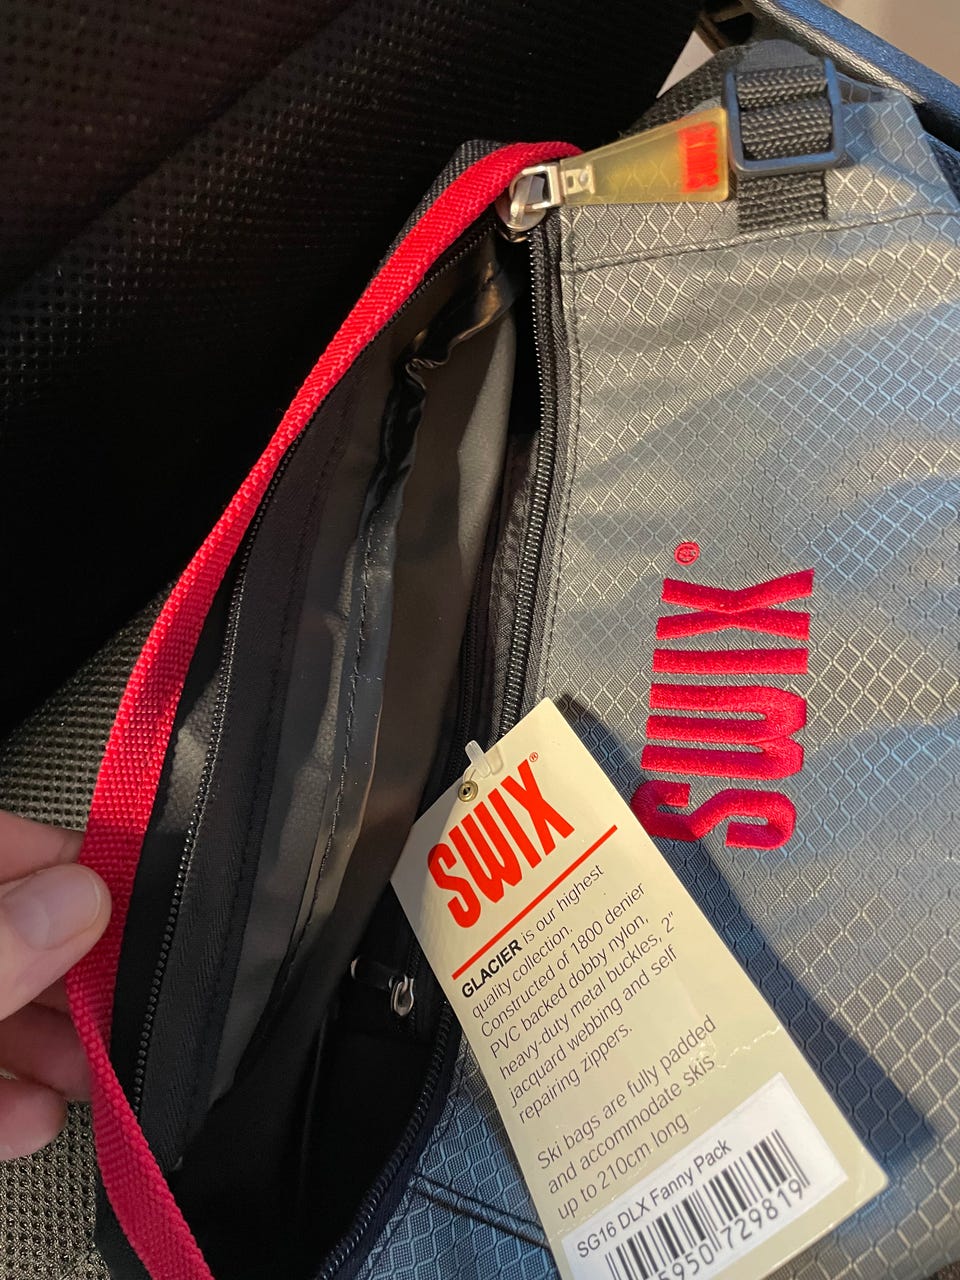 SWIX®
SWIX®
GLACIER is our highest
quality collection.
Constructed of 1800 denier
PVC backed dobby nylon,
heavy-duty metal buckles, 2"
jacquard webbing and self
repairing zippers.
Ski bags are fully padded
and accommodate skis
up to 210cm long
SG16 DLX Fanny Pack
5950 729819